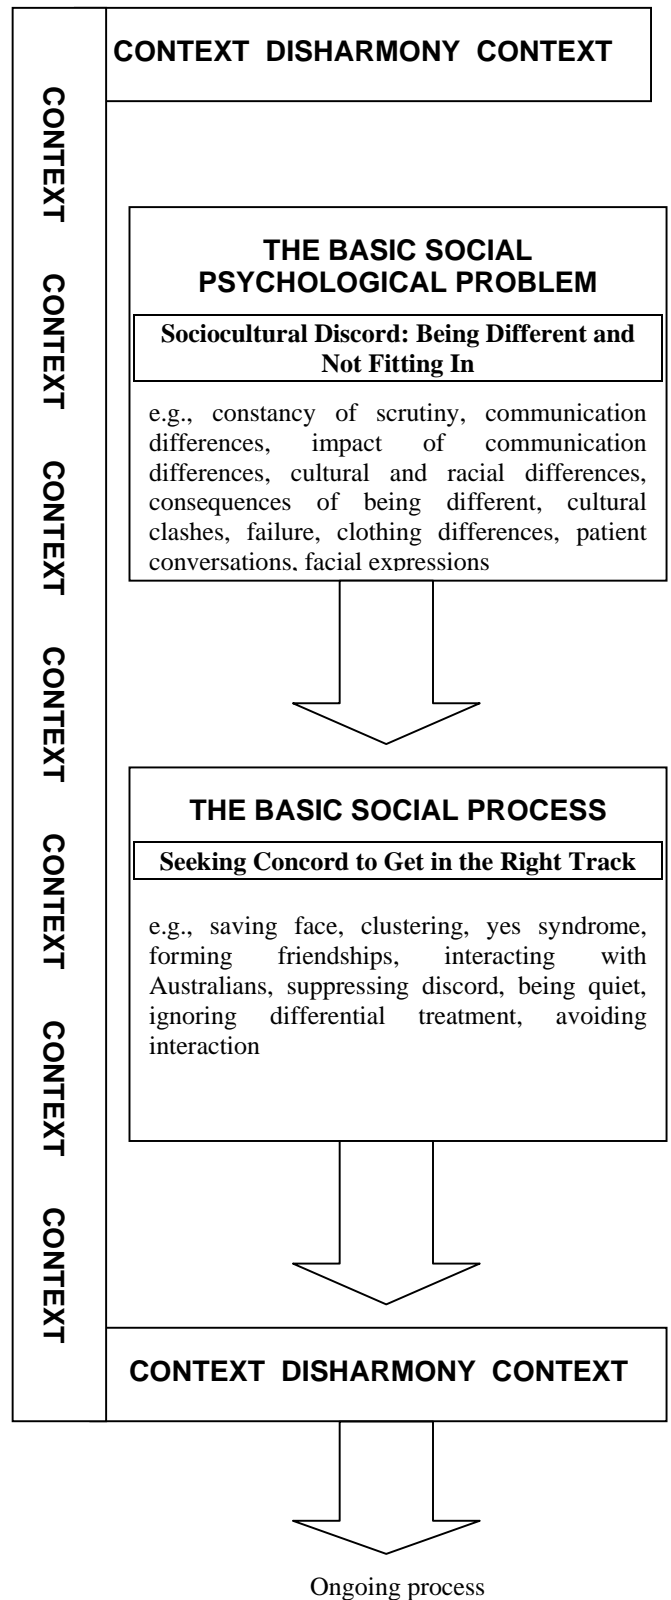 CONTEXT DISHARMONY CONTEXT
CONTEXT CONTEXT CONTEXT CONTEXT CONTEXT CONTEXT CONTEXT
THE BASIC SOCIAL
PSYCHOLOGICAL PROBLEM
Sociocultural Discord: Being Different and
Not Fitting In
e.g., constancy of scrutiny, communication
differences, impact of communication
differences, cultural and racial differences,
consequences of being different, cultural
clashes, failure, clothing differences, patient
conversations, facial expressions
THE BASIC SOCIAL PROCESS
Seeking Concord to Get in the Right Track
e.g., saving face, clustering, yes syndrome,
forming friendships, interacting with
Australians, suppressing discord, being quiet,
ignoring differential treatment, avoiding
interaction
CONTEXT DISHARMONY CONTEXT
Ongoing process